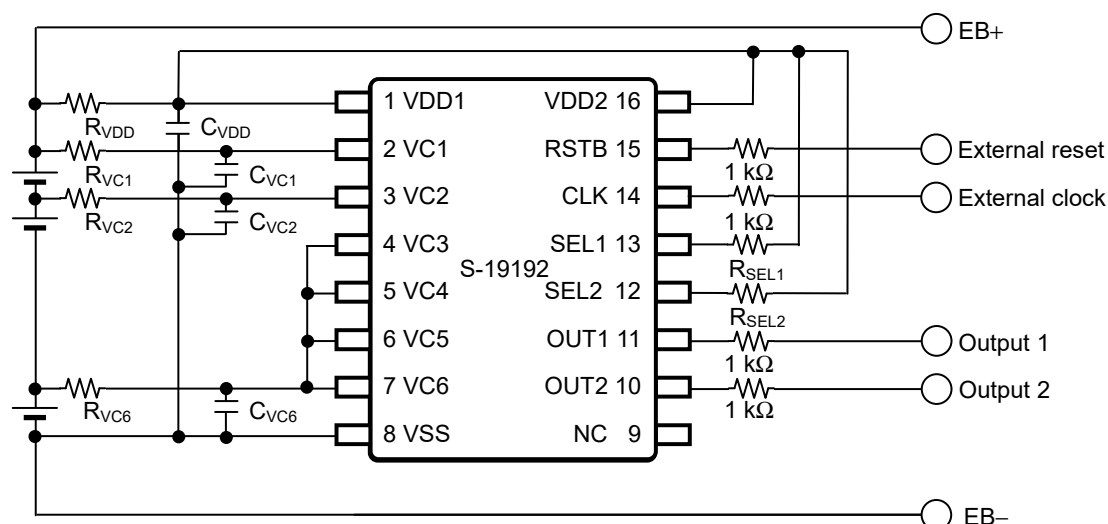 EB+
1 VDD1
VDD2 16
RVDD
CVDD
2 VC1
RSTB 15
External reset
RVC1
CVC1
1 kΩ
3 VC2
CLK 14
External clock
RVC2
CVC2
1 kΩ
4 VC3
SEL1 13
S-19192
RSEL1
5 VC4
SEL2 12
RSEL2
6 VC5
OUT1 11
Output 1
1 kΩ
7 VC6
OUT2 10
Output 2
RVC6
CVC6
1 kΩ
8 VSS
NC 9
EB−